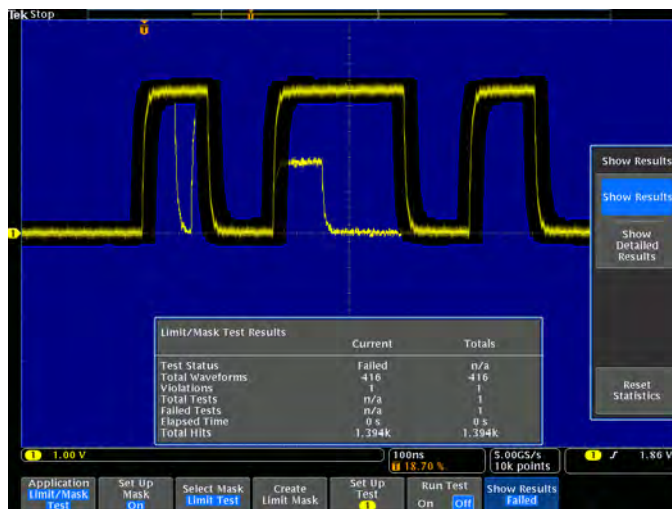 Tek Stop
T
T
1
Show Results
Show Results
Show
Detailed
Results
Reset
Statistics
Limit/Mask Test Results
Current Totals
Test Status Failed n/a
Total Waveforms 416 416
Violations 1 1
Total Tests n/a 1
Failed Tests n/a 1
Elapsed Time 0 s 0 s
Total Hits 1.394k 1.394k
1 1.00 V
100ns
T 18.70 %
5.00GS/s
10k points
1 1.86 V
Application
Limit/Mask
Test
Set Up
Mask
On
Select Mask
Limit Test
Create
Limit Mask
Set Up
Test
1
Run Test
On Off
Show Results
Failed